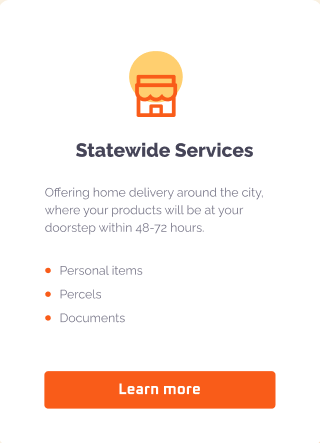 Statewide Services
Offering home delivery around the city,
where your products will be at your
doorstep within 48-72 hours.
Personal items
Percels
Documents
Learn more